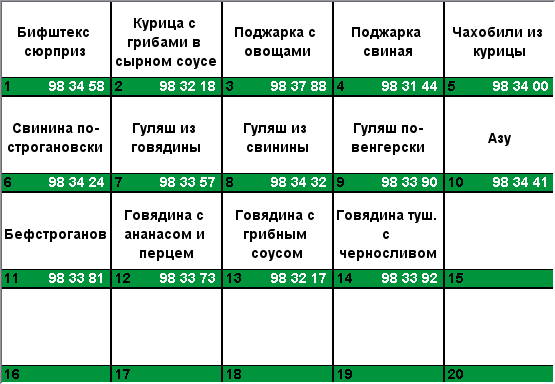 Бифштекс
сюрприз
1 98 34 58
Курица с
грибами в
сырном соусе
2 98 32 18
Поджарка с
овощами
3 98 37 88
Поджарка
свиная
4 98 31 44
Чахобили из
курицы
5 98 34 00
Свинина по-
строгановски
6 98 34 24
Гуляш из
говядины
7 98 33 57
Гуляш из
свинины
8 98 34 32
Гуляш по-
венгерски
9 98 33 90
Азу
10 98 34 41
Бефстроганов
11 98 33 81
Говядина с
ананасом и
перцем
12 98 33 73
Говядина с
грибным
соусом
13 98 32 17
Говядина туш.
с
черносливом
14 98 33 92
15
16
17
18
19
20